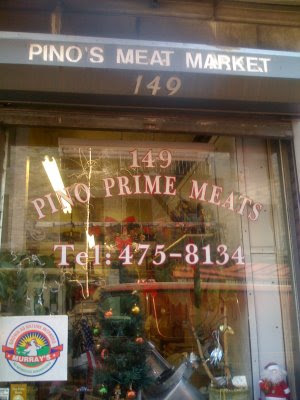 PINO'S MEAT MARKET
149
149
PINO PRIME MEATS
Tel: 475-8134
MURRAY'S